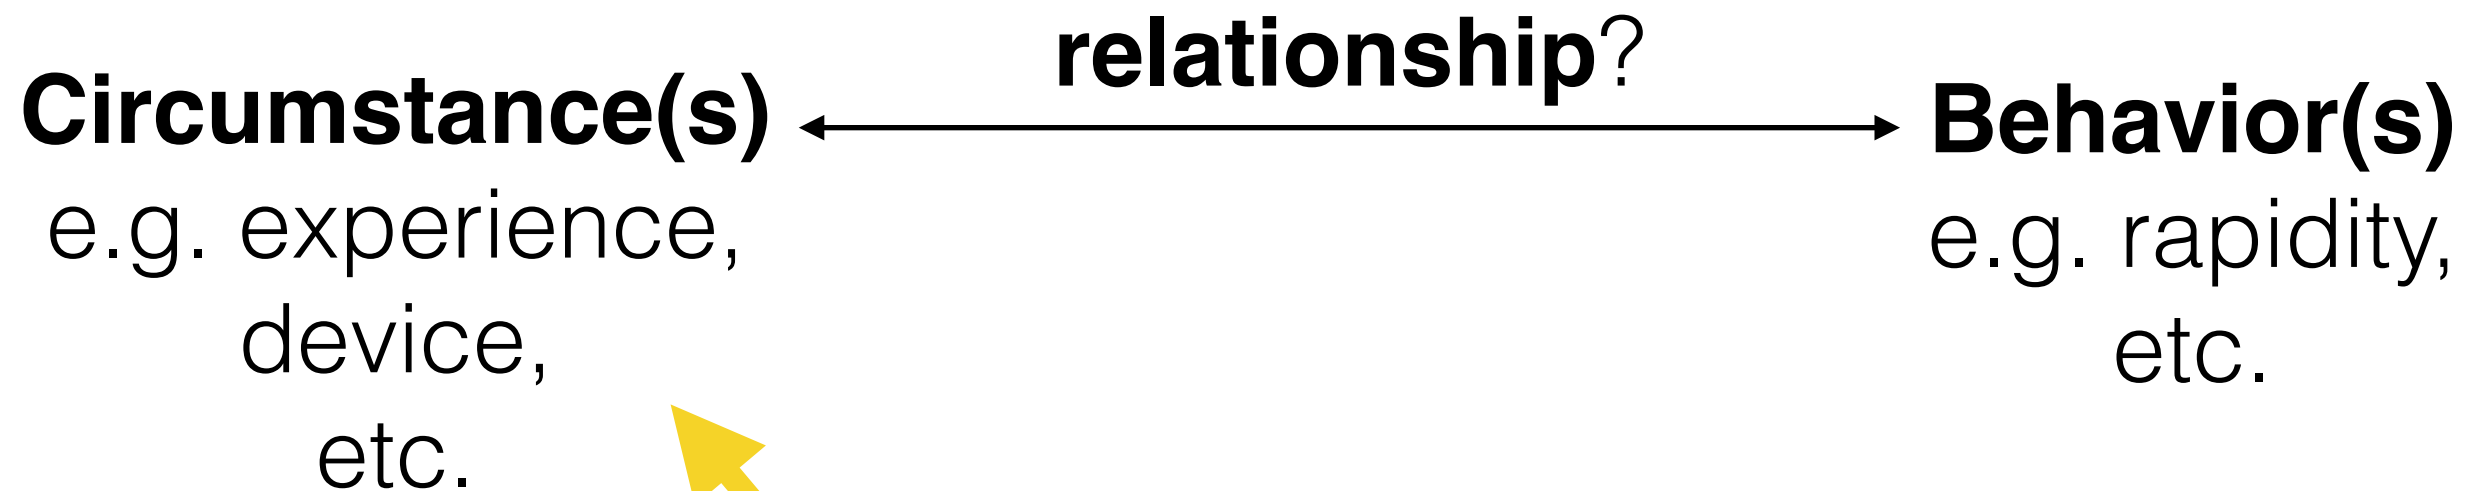 relationship?
Circumstance(s)
e.g. experience,
device,
etc.
Behavior(s)
e.g. rapidity,
etc.